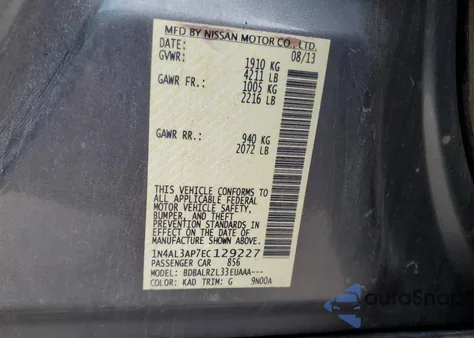 MFD BY NISSAN MOTOR CO., LTD.
DATE: 08/13
GVWR: 1910 KG
4211 LB
GAWR FR.: 1005 KG
2216 LB
GAWR RR.: 940 KG
2072 LB
THIS VEHICLE CONFORMS TO
ALL APPLICABLE FEDERAL
MOTOR VEHICLE SAFETY,
BUMPER, AND THEFT
PREVENTION STANDARDS IN
EFFECT ON THE DATE OF
MANUFACTURE SHOWN ABOVE.
1N4AL3AP7EC129227
PASSENGER CAR 856
MODEL: BDBALRZL33EUAAA---
COLOR: KAD TRIM: G 9N00A
autoSnap